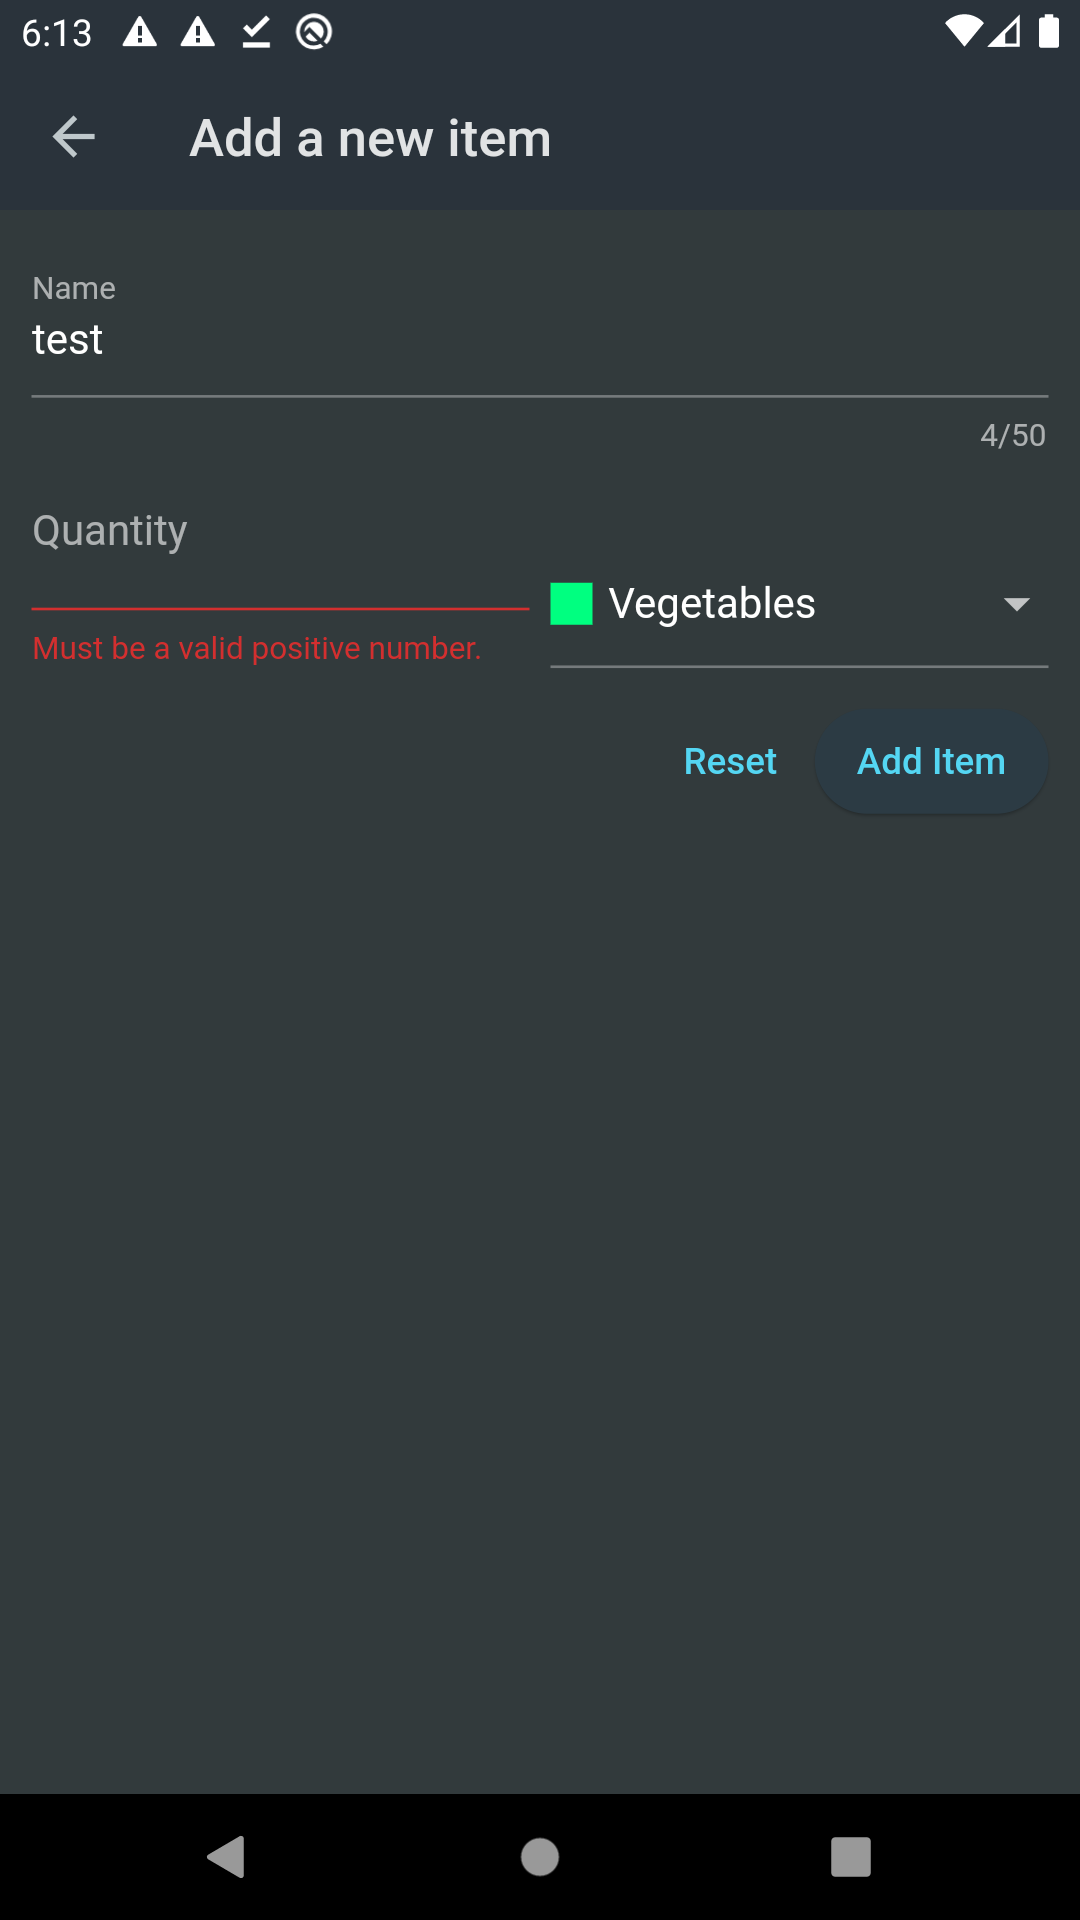 6:13
Add a new item
Name
test
4/50
Quantity
Vegetables
Must be a valid positive number.
Reset
Add Item